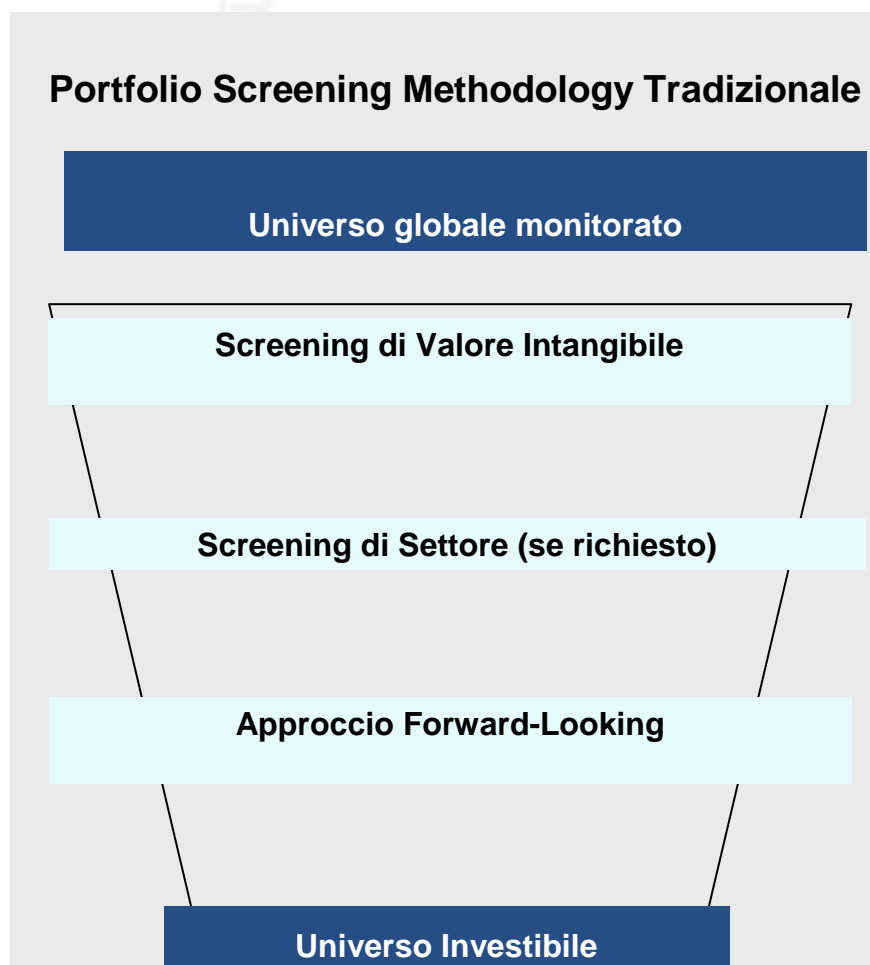 Portfolio Screening Methodology Tradizionale
Universo globale monitorato
Screening di Valore Intangibile
Screening di Settore (se richiesto)
Approccio Forward-Looking
Universo Investibile